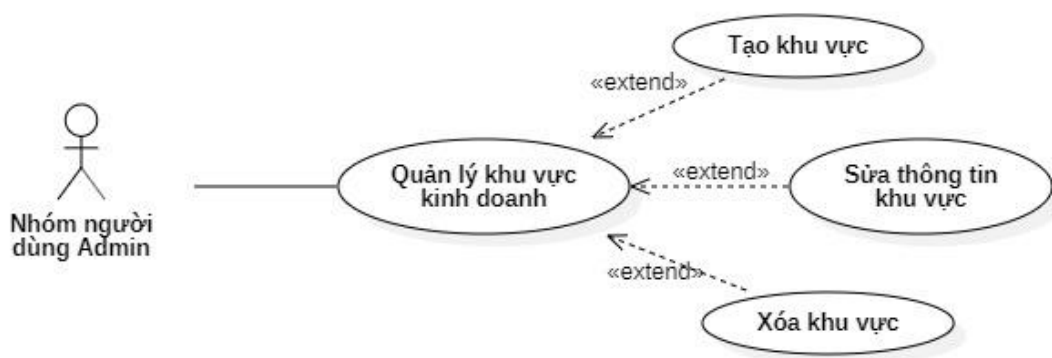 Tạo khu vực
«extend»
Quản lý khu vực
kinh doanh
«extend»
Sửa thông tin
khu vực
Nhóm người
dùng Admin
«extend»
Xóa khu vực